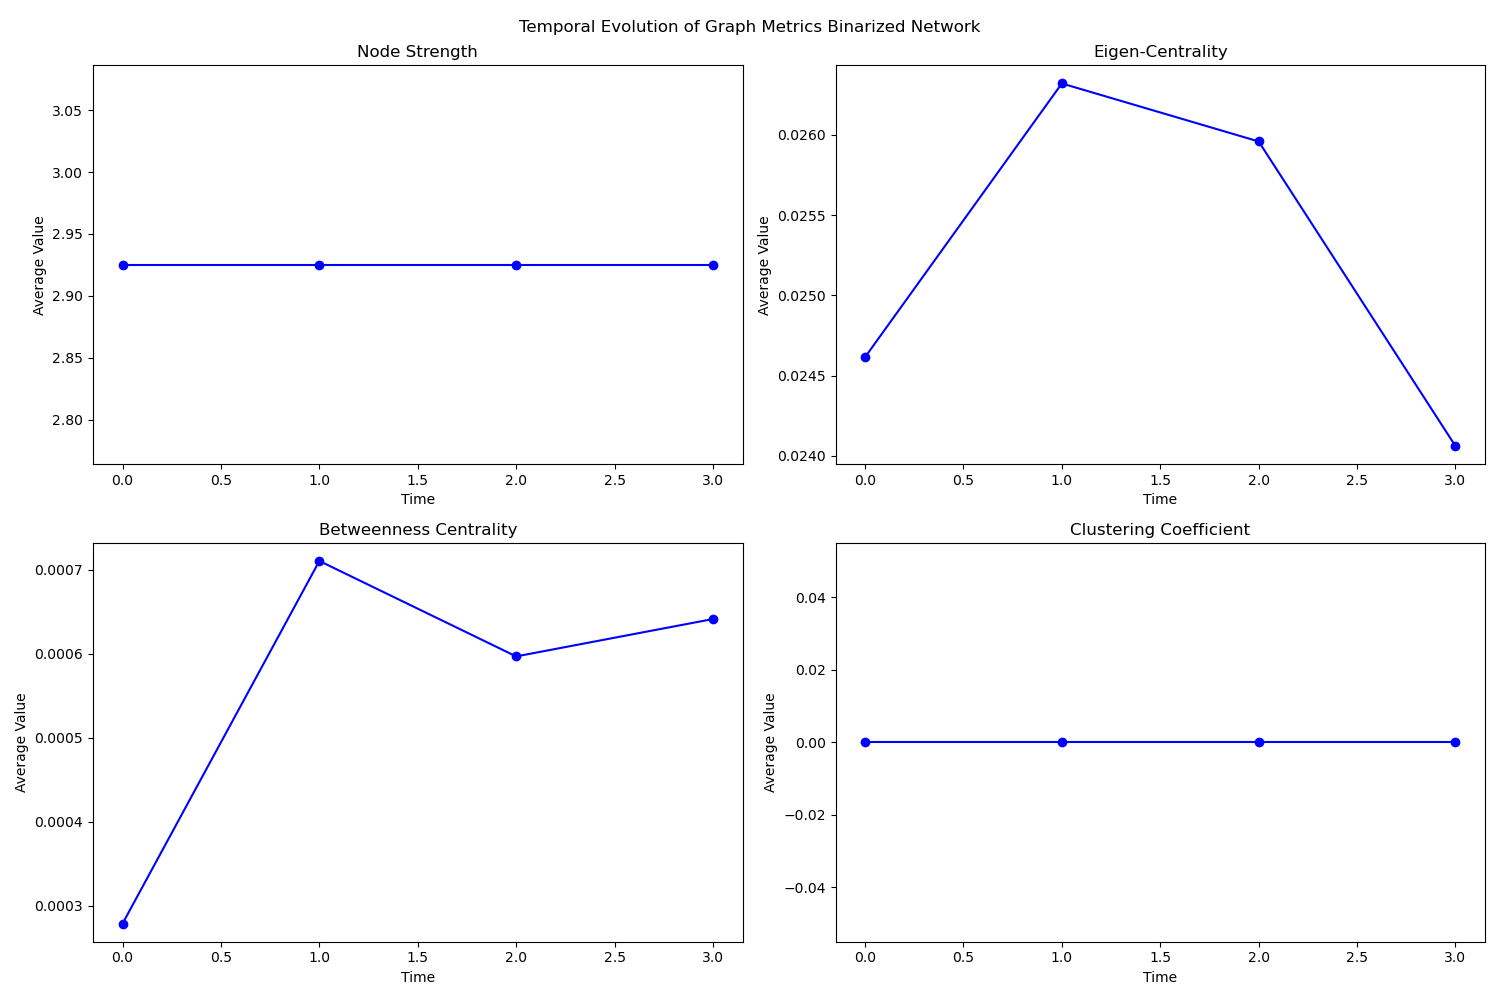 Temporal Evolution of Graph Metrics Binarized Network
Node Strength
Average Value
3.05
3.00
2.95
2.90
2.85
2.80
0.0 0.5 1.0 1.5 2.0 2.5 3.0
Time
Eigen-Centrality
Average Value
0.0260
0.0255
0.0250
0.0245
0.0240
0.0 0.5 1.0 1.5 2.0 2.5 3.0
Time
Betweenness Centrality
Average Value
0.0007
0.0006
0.0005
0.0004
0.0003
0.0 0.5 1.0 1.5 2.0 2.5 3.0
Time
Clustering Coefficient
Average Value
0.04
0.02
0.00
−0.02
−0.04
0.0 0.5 1.0 1.5 2.0 2.5 3.0
Time